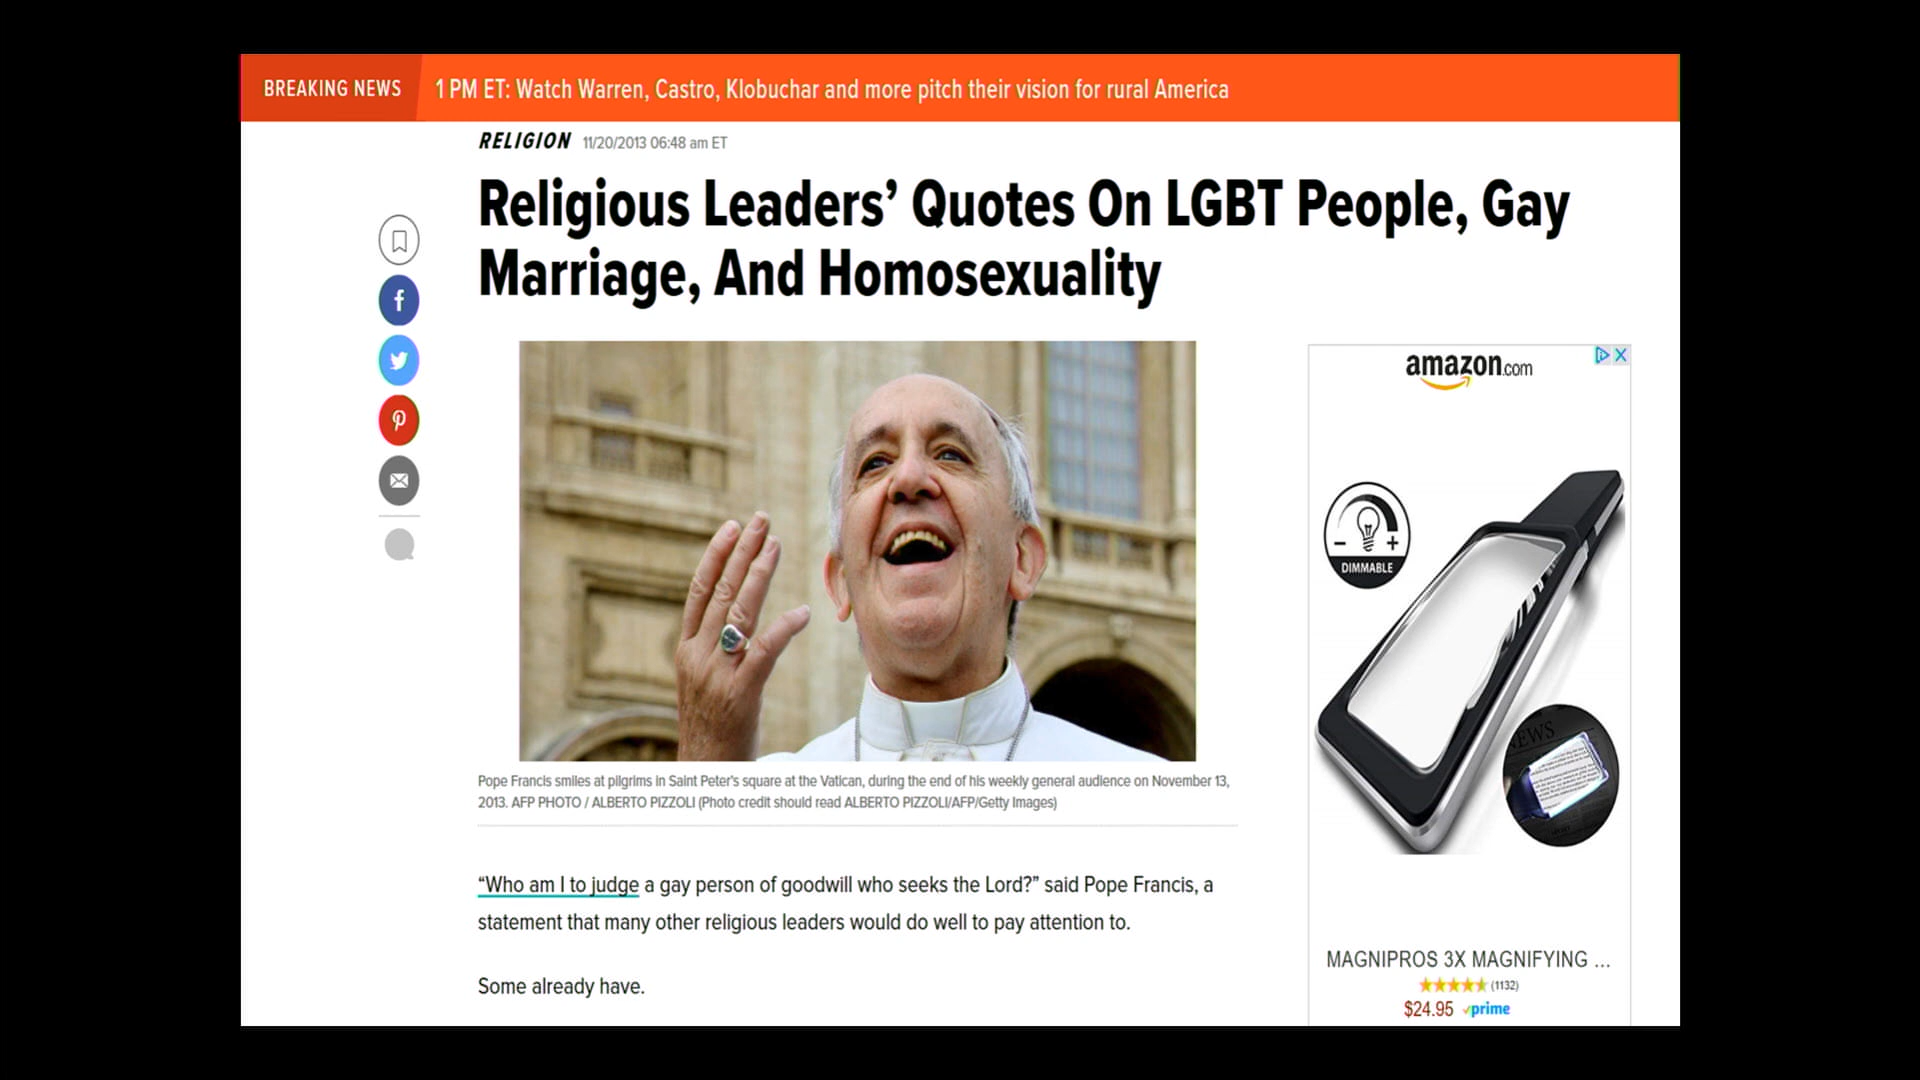 BREAKING NEWS
1 PM ET: Watch Warren, Castro, Klobuchar and more pitch their vision for rural America
RELIGION 11/20/2013 06:48 am ET
Religious Leaders’ Quotes On LGBT People, Gay
Marriage, And Homosexuality
Pope Francis smiles at pilgrims in Saint Peter's square at the Vatican, during the end of his weekly general audience on November 13,
2013. AFP PHOTO / ALBERTO PIZZOLI (Photo credit should read ALBERTO PIZZOLI/AFP/Getty Images)
“Who am I to judge a gay person of goodwill who seeks the Lord?” said Pope Francis, a
statement that many other religious leaders would do well to pay attention to.
Some already have.
amazon.com
DIMMABLE
NEWS
MAGNIPROS 3X MAGNIFYING ...
(1132)
$24.95 prime